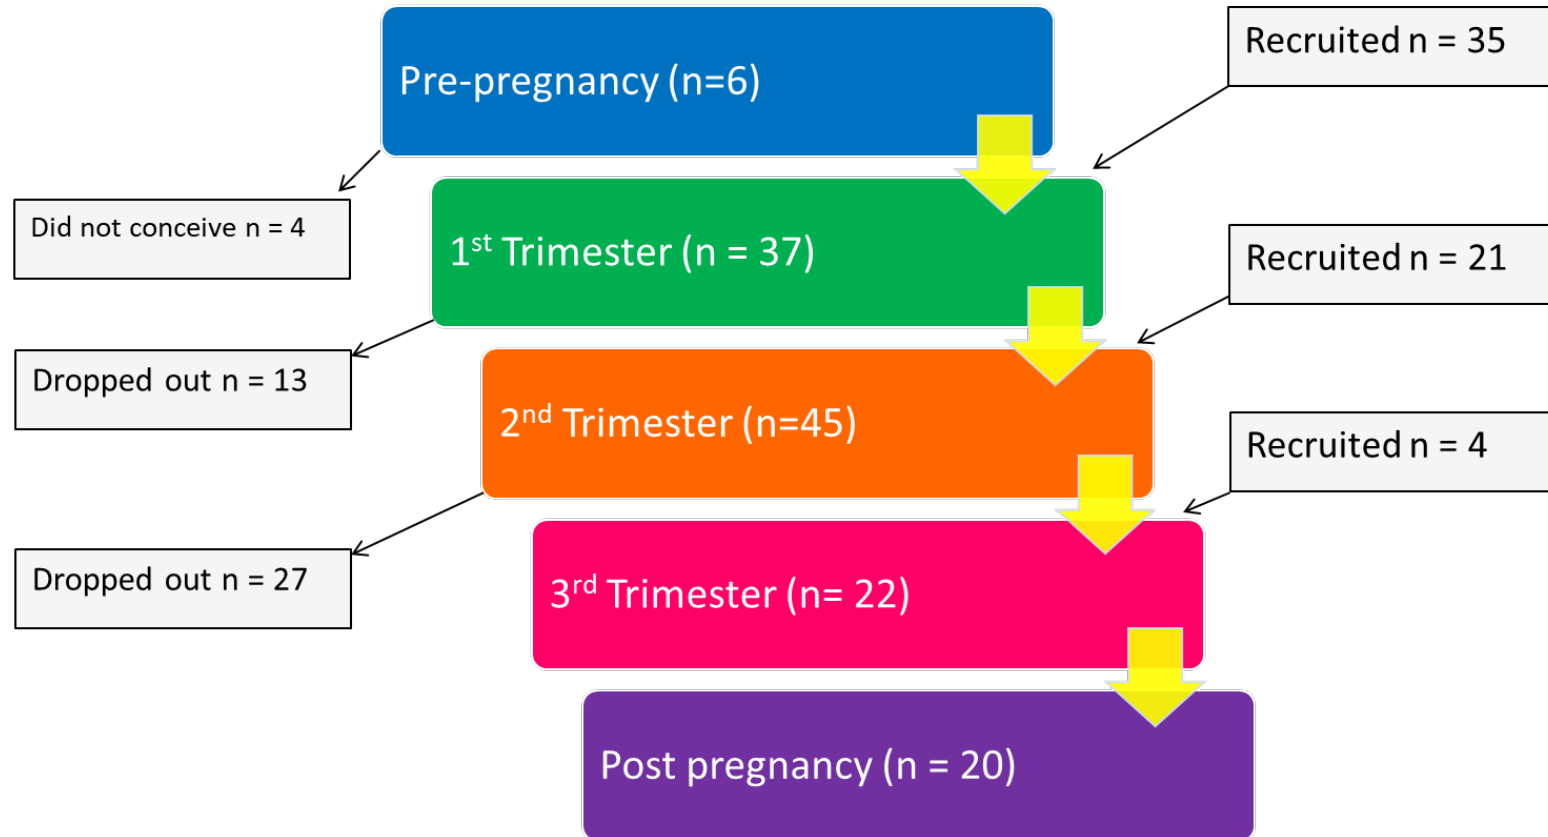 Pre-pregnancy (n=6)
Recruited n = 35
Did not conceive n = 4
1st Trimester (n = 37)
Recruited n = 21
Dropped out n = 13
2nd Trimester (n=45)
Recruited n = 4
Dropped out n = 27
3rd Trimester (n= 22)
Post pregnancy (n = 20)